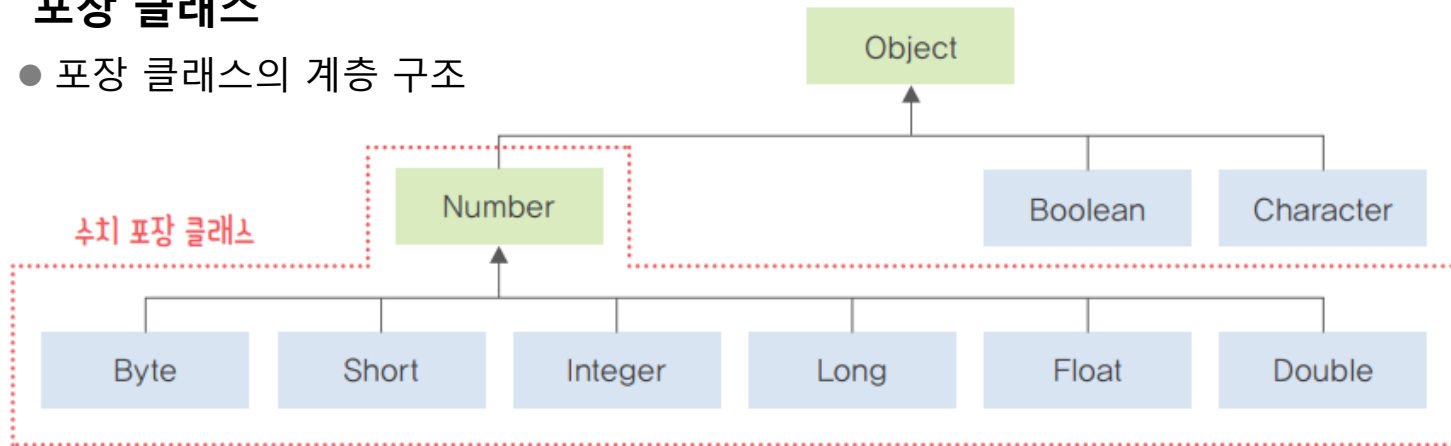 포장 클래스
포장 클래스의 계층 구조
Object
Number
Boolean
Character
수치 포장 클래스
Byte
Short
Integer
Long
Float
Double